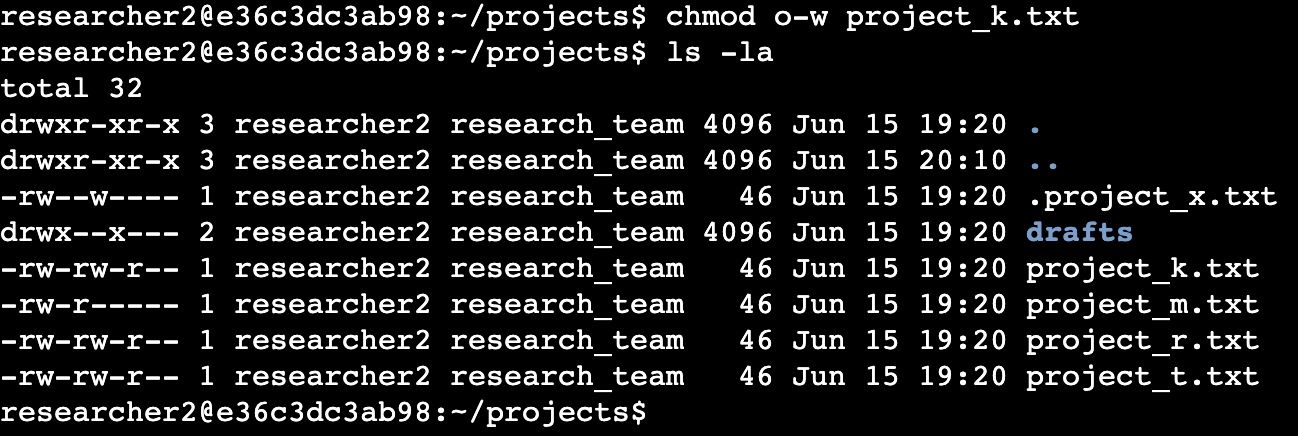 researcher2@e36c3dc3ab98:~/projects$ chmod o-w project_k.txt
researcher2@e36c3dc3ab98:~/projects$ ls -la
total 32
drwxr-xr-x 3 researcher2 research_team 4096 Jun 15 19:20 .
drwxr-xr-x 3 researcher2 research_team 4096 Jun 15 20:10 ..
-rw--w---- 1 researcher2 research_team   46 Jun 15 19:20 .project_x.txt
drwx--x--- 2 researcher2 research_team 4096 Jun 15 19:20 drafts
-rw-rw-r-- 1 researcher2 research_team   46 Jun 15 19:20 project_k.txt
-rw-r----- 1 researcher2 research_team   46 Jun 15 19:20 project_m.txt
-rw-rw-r-- 1 researcher2 research_team   46 Jun 15 19:20 project_r.txt
-rw-rw-r-- 1 researcher2 research_team   46 Jun 15 19:20 project_t.txt
researcher2@e36c3dc3ab98:~/projects$